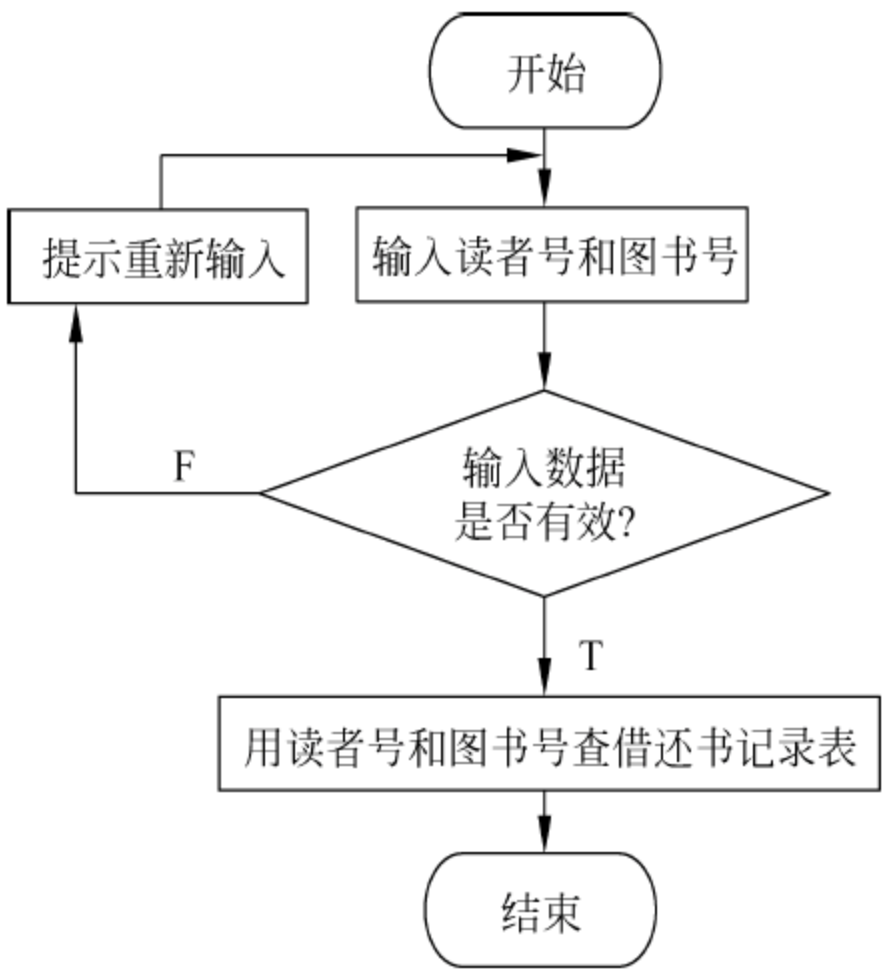 开始
提示重新输入
输入读者号和图书号
输入数据
是否有效?
F
T
用读者号和图书号查借还书记录表
结束